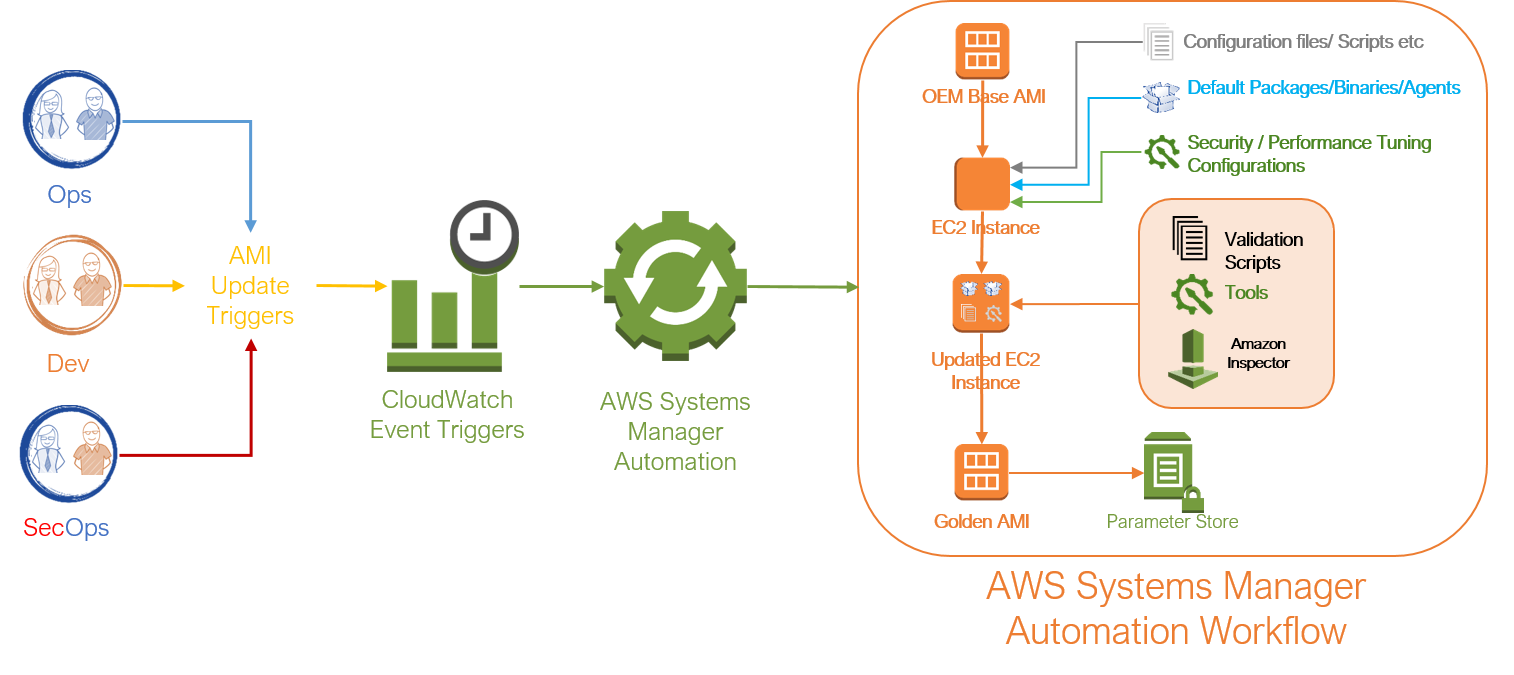 Ops
Dev
SecOps
AMI
Update
Triggers
CloudWatch
Event Triggers
AWS Systems
Manager
Automation
OEM Base AMI
Configuration files/ Scripts etc
Default Packages/Binaries/Agents
Security / Performance Tuning
Configurations
EC2 Instance
Validation
Scripts
Tools
Amazon
Inspector
Updated EC2
Instance
Golden AMI
Parameter Store
AWS Systems Manager
Automation Workflow